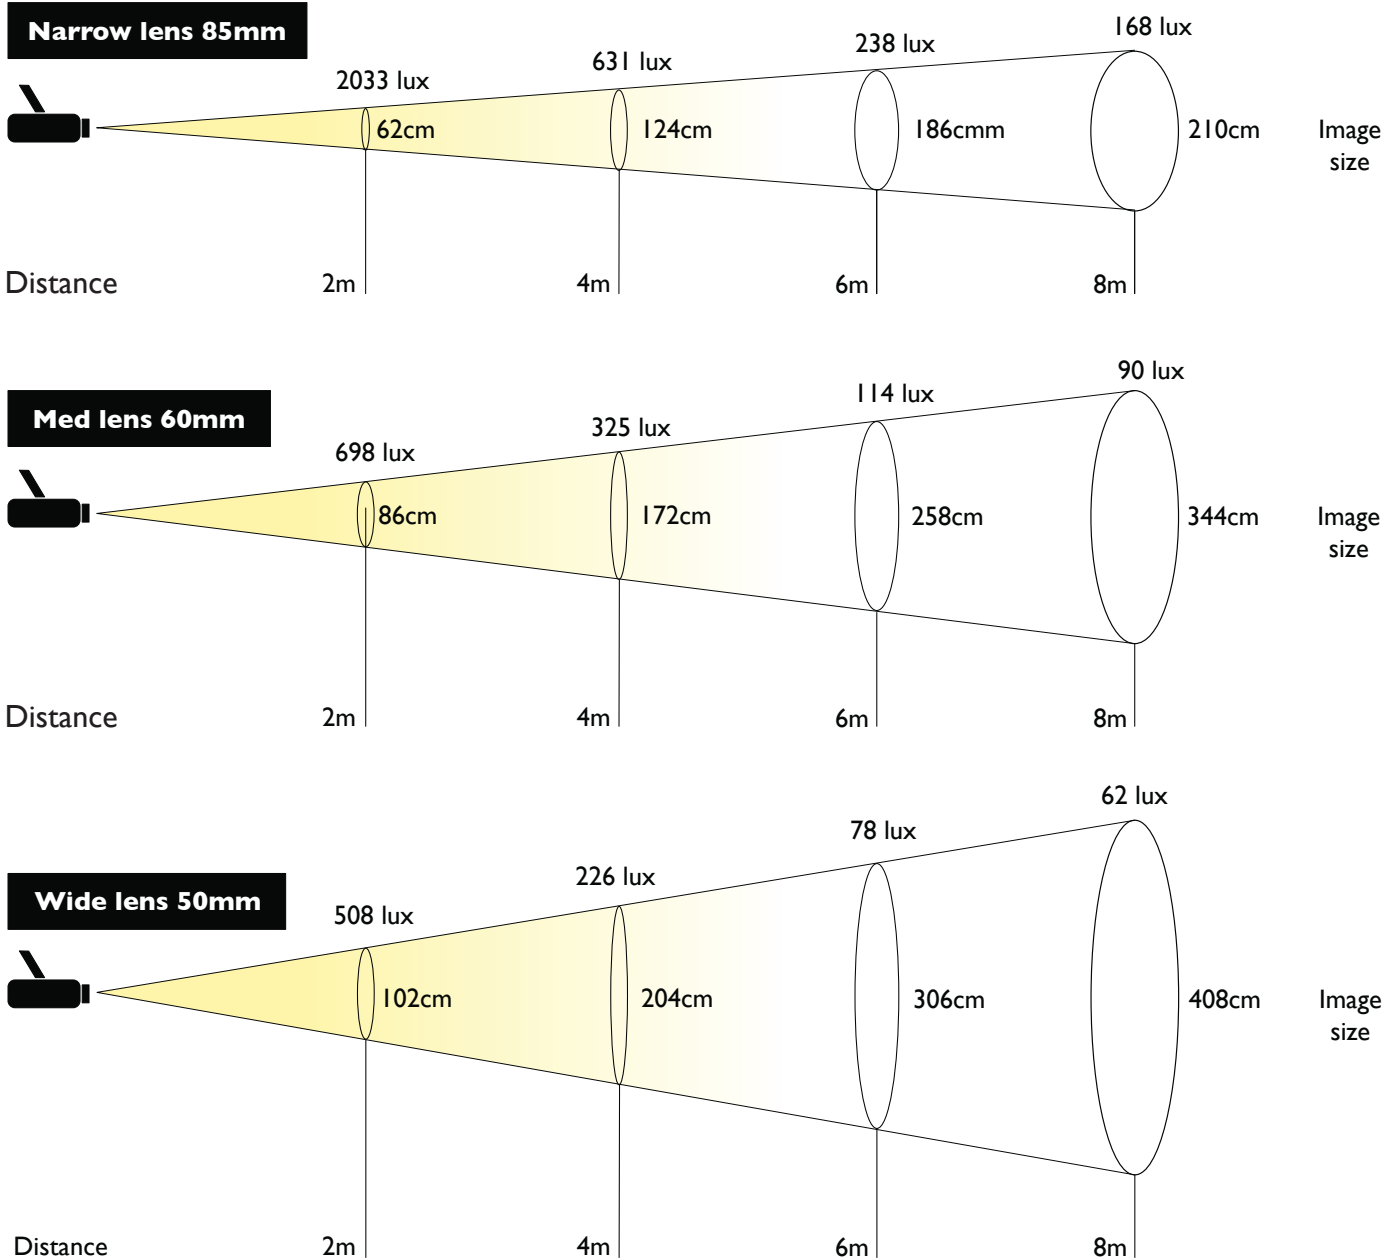 Narrow lens 85mm
2033 lux
631 lux
238 lux
168 lux
62cm
124cm
186cmm
210cm
Image
size
Distance
2m
4m
6m
8m
Med lens 60mm
698 lux
325 lux
114 lux
90 lux
86cm
172cm
258cm
344cm
Image
size
Distance
2m
4m
6m
8m
Wide lens 50mm
508 lux
226 lux
78 lux
62 lux
102cm
204cm
306cm
408cm
Image
size
Distance
2m
4m
6m
8m